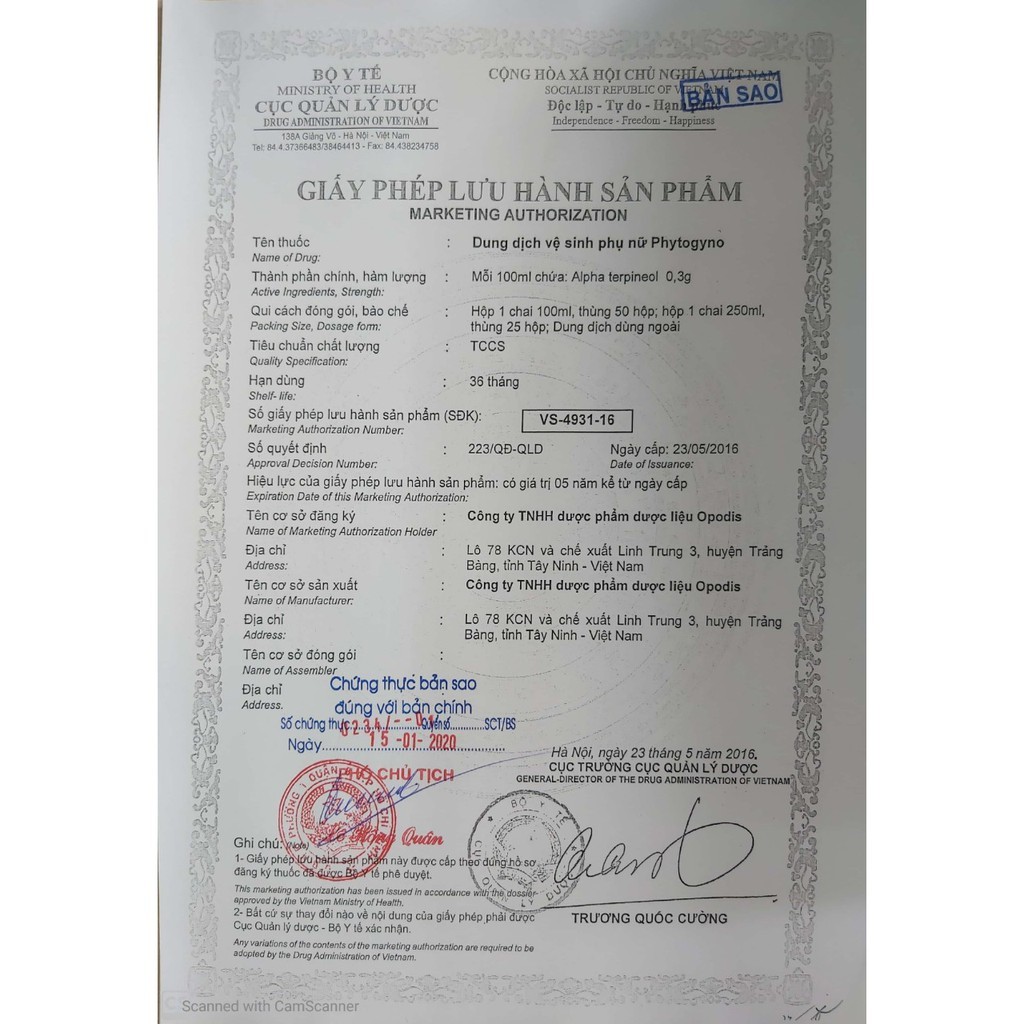 BỘ Y TẾ
MINISTRY OF HEALTH
CỤC QUẢN LÝ DƯỢC
DRUG ADMINISTRATION OF VIETNAM
138A Giảng Võ - Hà Nội - Việt Nam
Tel: 84.4.37366483/38464413 - Fax: 84.438234758
CỘNG HÒA XÃ HỘI CHỦ NGHĨA VIỆT NAM
SOCIALIST REPUBLIC OF VIETNAM
Độc lập - Tự do - Hạnh phúc
Independence - Freedom - Happiness
BẢN SAO
GIẤY PHÉP LƯU HÀNH SẢN PHẨM
MARKETING AUTHORIZATION
Tên thuốc : Dung dịch vệ sinh phụ nữ Phytogyno
Name of Drug:
Thành phần chính, hàm lượng : Mỗi 100ml chứa: Alpha terpineol 0,3g
Active Ingredients, Strength:
Qui cách đóng gói, bào chế : Hộp 1 chai 100ml, thùng 50 hộp; hộp 1 chai 250ml,
Packing Size, Dosage form: thùng 25 hộp; Dung dịch dùng ngoài
Tiêu chuẩn chất lượng : TCCS
Quality Specification:
Hạn dùng : 36 tháng
Shelf- life:
Số giấy phép lưu hành sản phẩm (SĐK): VS-4931-16
Marketing Authorization Number:
Số quyết định : 223/QĐ-QLD Ngày cấp: 23/05/2016
Approval Decision Number: Date of Issuance:
Hiệu lực của giấy phép lưu hành sản phẩm: có giá trị 05 năm kể từ ngày cấp
Expiration Date of this Marketing Authorization:
Tên cơ sở đăng ký : Công ty TNHH dược phẩm dược liệu Opodis
Name of Marketing Authorization Holder
Địa chỉ : Lô 78 KCN và chế xuất Linh Trung 3, huyện Trảng
Address: Bàng, tỉnh Tây Ninh - Việt Nam
Tên cơ sở sản xuất : Công ty TNHH dược phẩm dược liệu Opodis
Name of Manufacturer:
Địa chỉ : Lô 78 KCN và chế xuất Linh Trung 3, huyện Trảng
Address: Bàng, tỉnh Tây Ninh - Việt Nam
Tên cơ sở đóng gói :
Name of Assembler
Địa chỉ
Address.
Chứng thực bản sao
đúng với bản chính
Số chứng thực Quyển số SCT/BS
Ngày 15 -01- 2020
PHÓ CHỦ TỊCH
Hồng Quân
Hà Nội, ngày 23 tháng 5 năm 2016.
CỤC TRƯỞNG CỤC QUẢN LÝ DƯỢC
GENERAL-DIRECTOR OF THE DRUG ADMINISTRATION OF VIETNAM
BỘ Y TẾ
CỤC QUẢN LÝ DƯỢC
TRƯƠNG QUỐC CƯỜNG
Ghi chú: (Note)
1- Giấy phép lưu hành sản phẩm này được cấp theo đúng hồ sơ
đăng ký thuốc đã được Bộ Y tế phê duyệt.
This marketing authorization has been issued in accordance with the dossier
approved by the Vietnam Ministry of Health.
2- Bất cứ sự thay đổi nào về nội dung của giấy phép phải được
Cục Quản lý dược - Bộ Y tế xác nhận.
Any variations of the contents of the marketing authorization are required to be
adopted by the Drug Administration of Vietnam.
Scanned with CamScanner